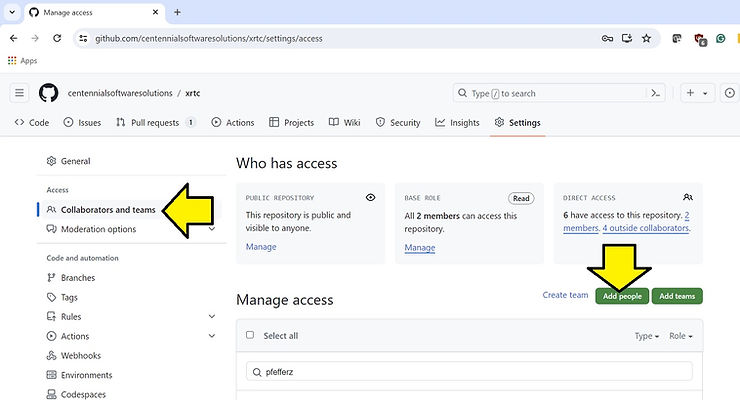 Manage access
github.com/centennialsoftwaresolutions/xrtc/settings/access
6
Apps
centennialsoftwaresolutions / xrtc
Type / to search
Code
Issues
Pull requests 1
Actions
Projects
Wiki
Security
Insights
Settings
General
Access
Collaborators and teams
Moderation options
Code and automation
Branches
Tags
Rules
Actions
Webhooks
Environments
Codespaces
Who has access
PUBLIC REPOSITORY
This repository is public and
visible to anyone.
Manage
BASE ROLE Read
All 2 members can access this
repository.
Manage
DIRECT ACCESS
6 have access to this repository. 2
members. 4 outside collaborators.
Manage access
Create team
Add people
Add teams
Select all
Type
Role
pfefferz